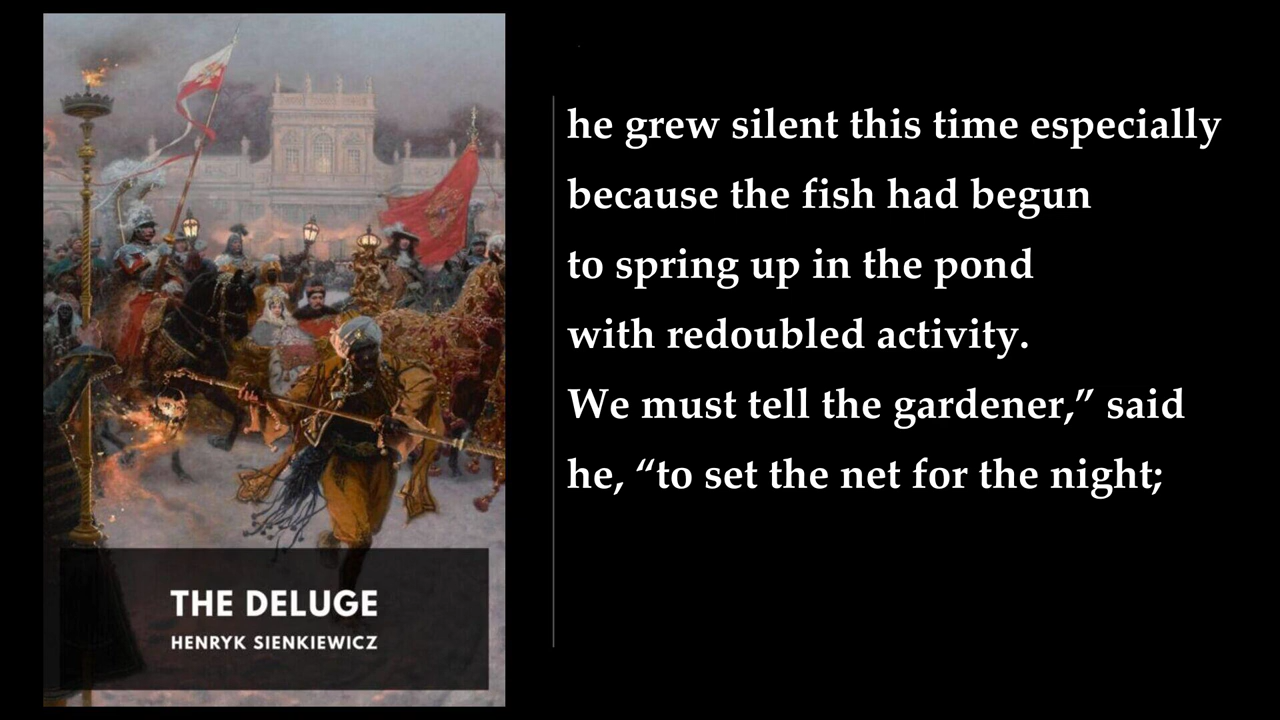 THE DELUGE
HENRYK SIENKIEWICZ
he grew silent this time especially
because the fish had begun
to spring up in the pond
with redoubled activity.
We must tell the gardener,” said
he, “to set the net for the night;